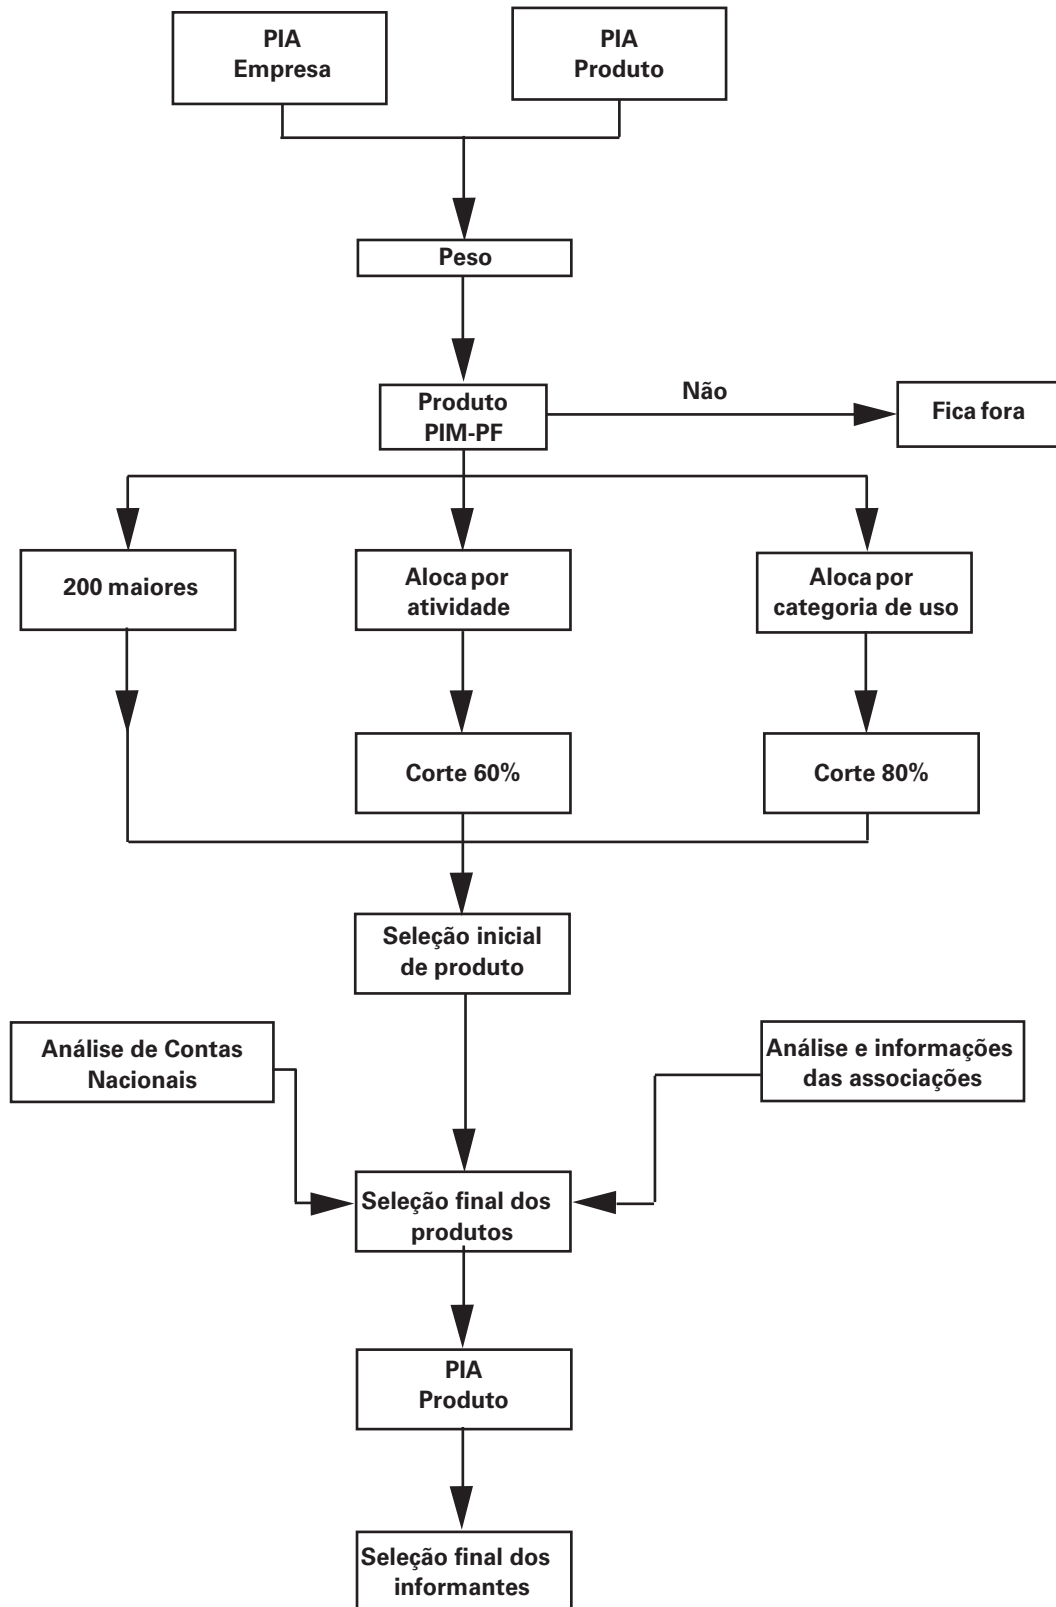 PIA
Empresa
PIA
Produto
Peso
Produto
PIM-PF
Não
Fica fora
200 maiores
Aloca por
atividade
Aloca por
categoria de uso
Corte 60%
Corte 80%
Seleção inicial
de produto
Análise de Contas
Nacionais
Análise e informações
das associações
Seleção final dos
produtos
PIA
Produto
Seleção final dos
informantes